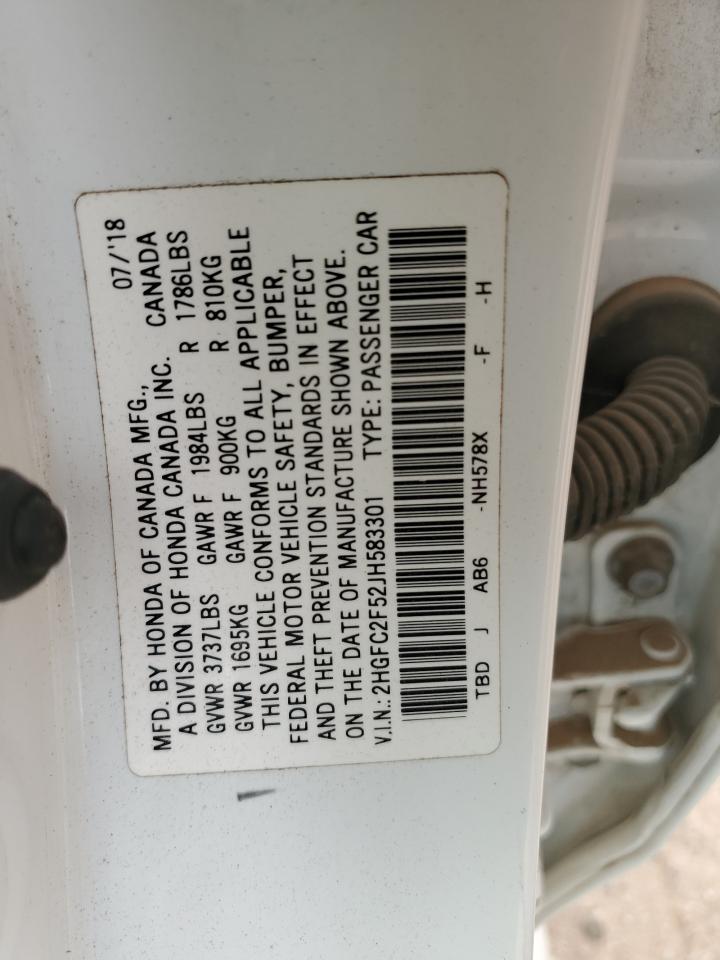 07/'18
MFD. BY HONDA OF CANADA MFG.,
A DIVISION OF HONDA CANADA INC. CANADA
GVWR 3737LBS GAWR F 1984LBS R 1786LBS
GVWR 1695KG GAWR F 900KG R 810KG
THIS VEHICLE CONFORMS TO ALL APPLICABLE
FEDERAL MOTOR VEHICLE SAFETY, BUMPER,
AND THEFT PREVENTION STANDARDS IN EFFECT
ON THE DATE OF MANUFACTURE SHOWN ABOVE.
V.I.N.: 2HGFC2F52JH583301 TYPE: PASSENGER CAR
TBD J AB6 -NH578X -F -H